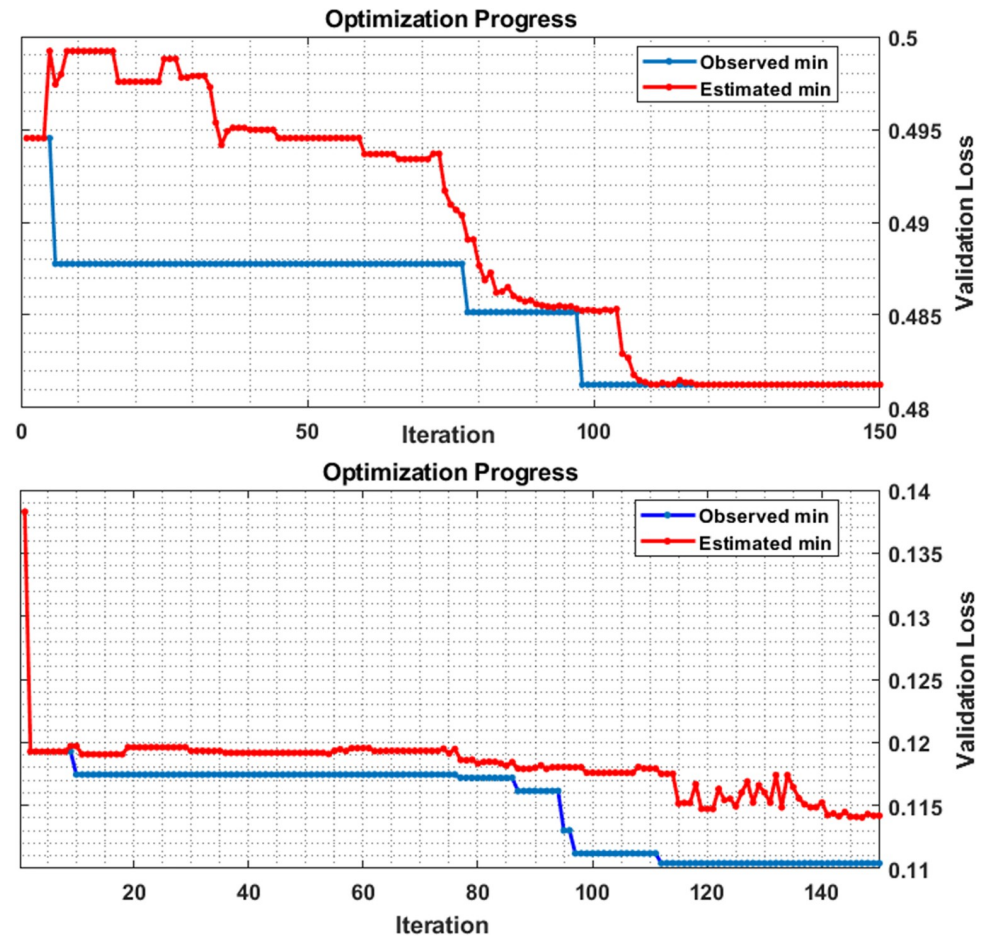 Optimization Progress
0.5
Observed min
Estimated min
0.495
0.49
0.485
0.48
Validation Loss
0 50 100 150
Iteration
Optimization Progress
0.14
Observed min
Estimated min
0.135
0.13
0.125
0.12
0.115
0.11
Validation Loss
20 40 60 80 100 120 140
Iteration